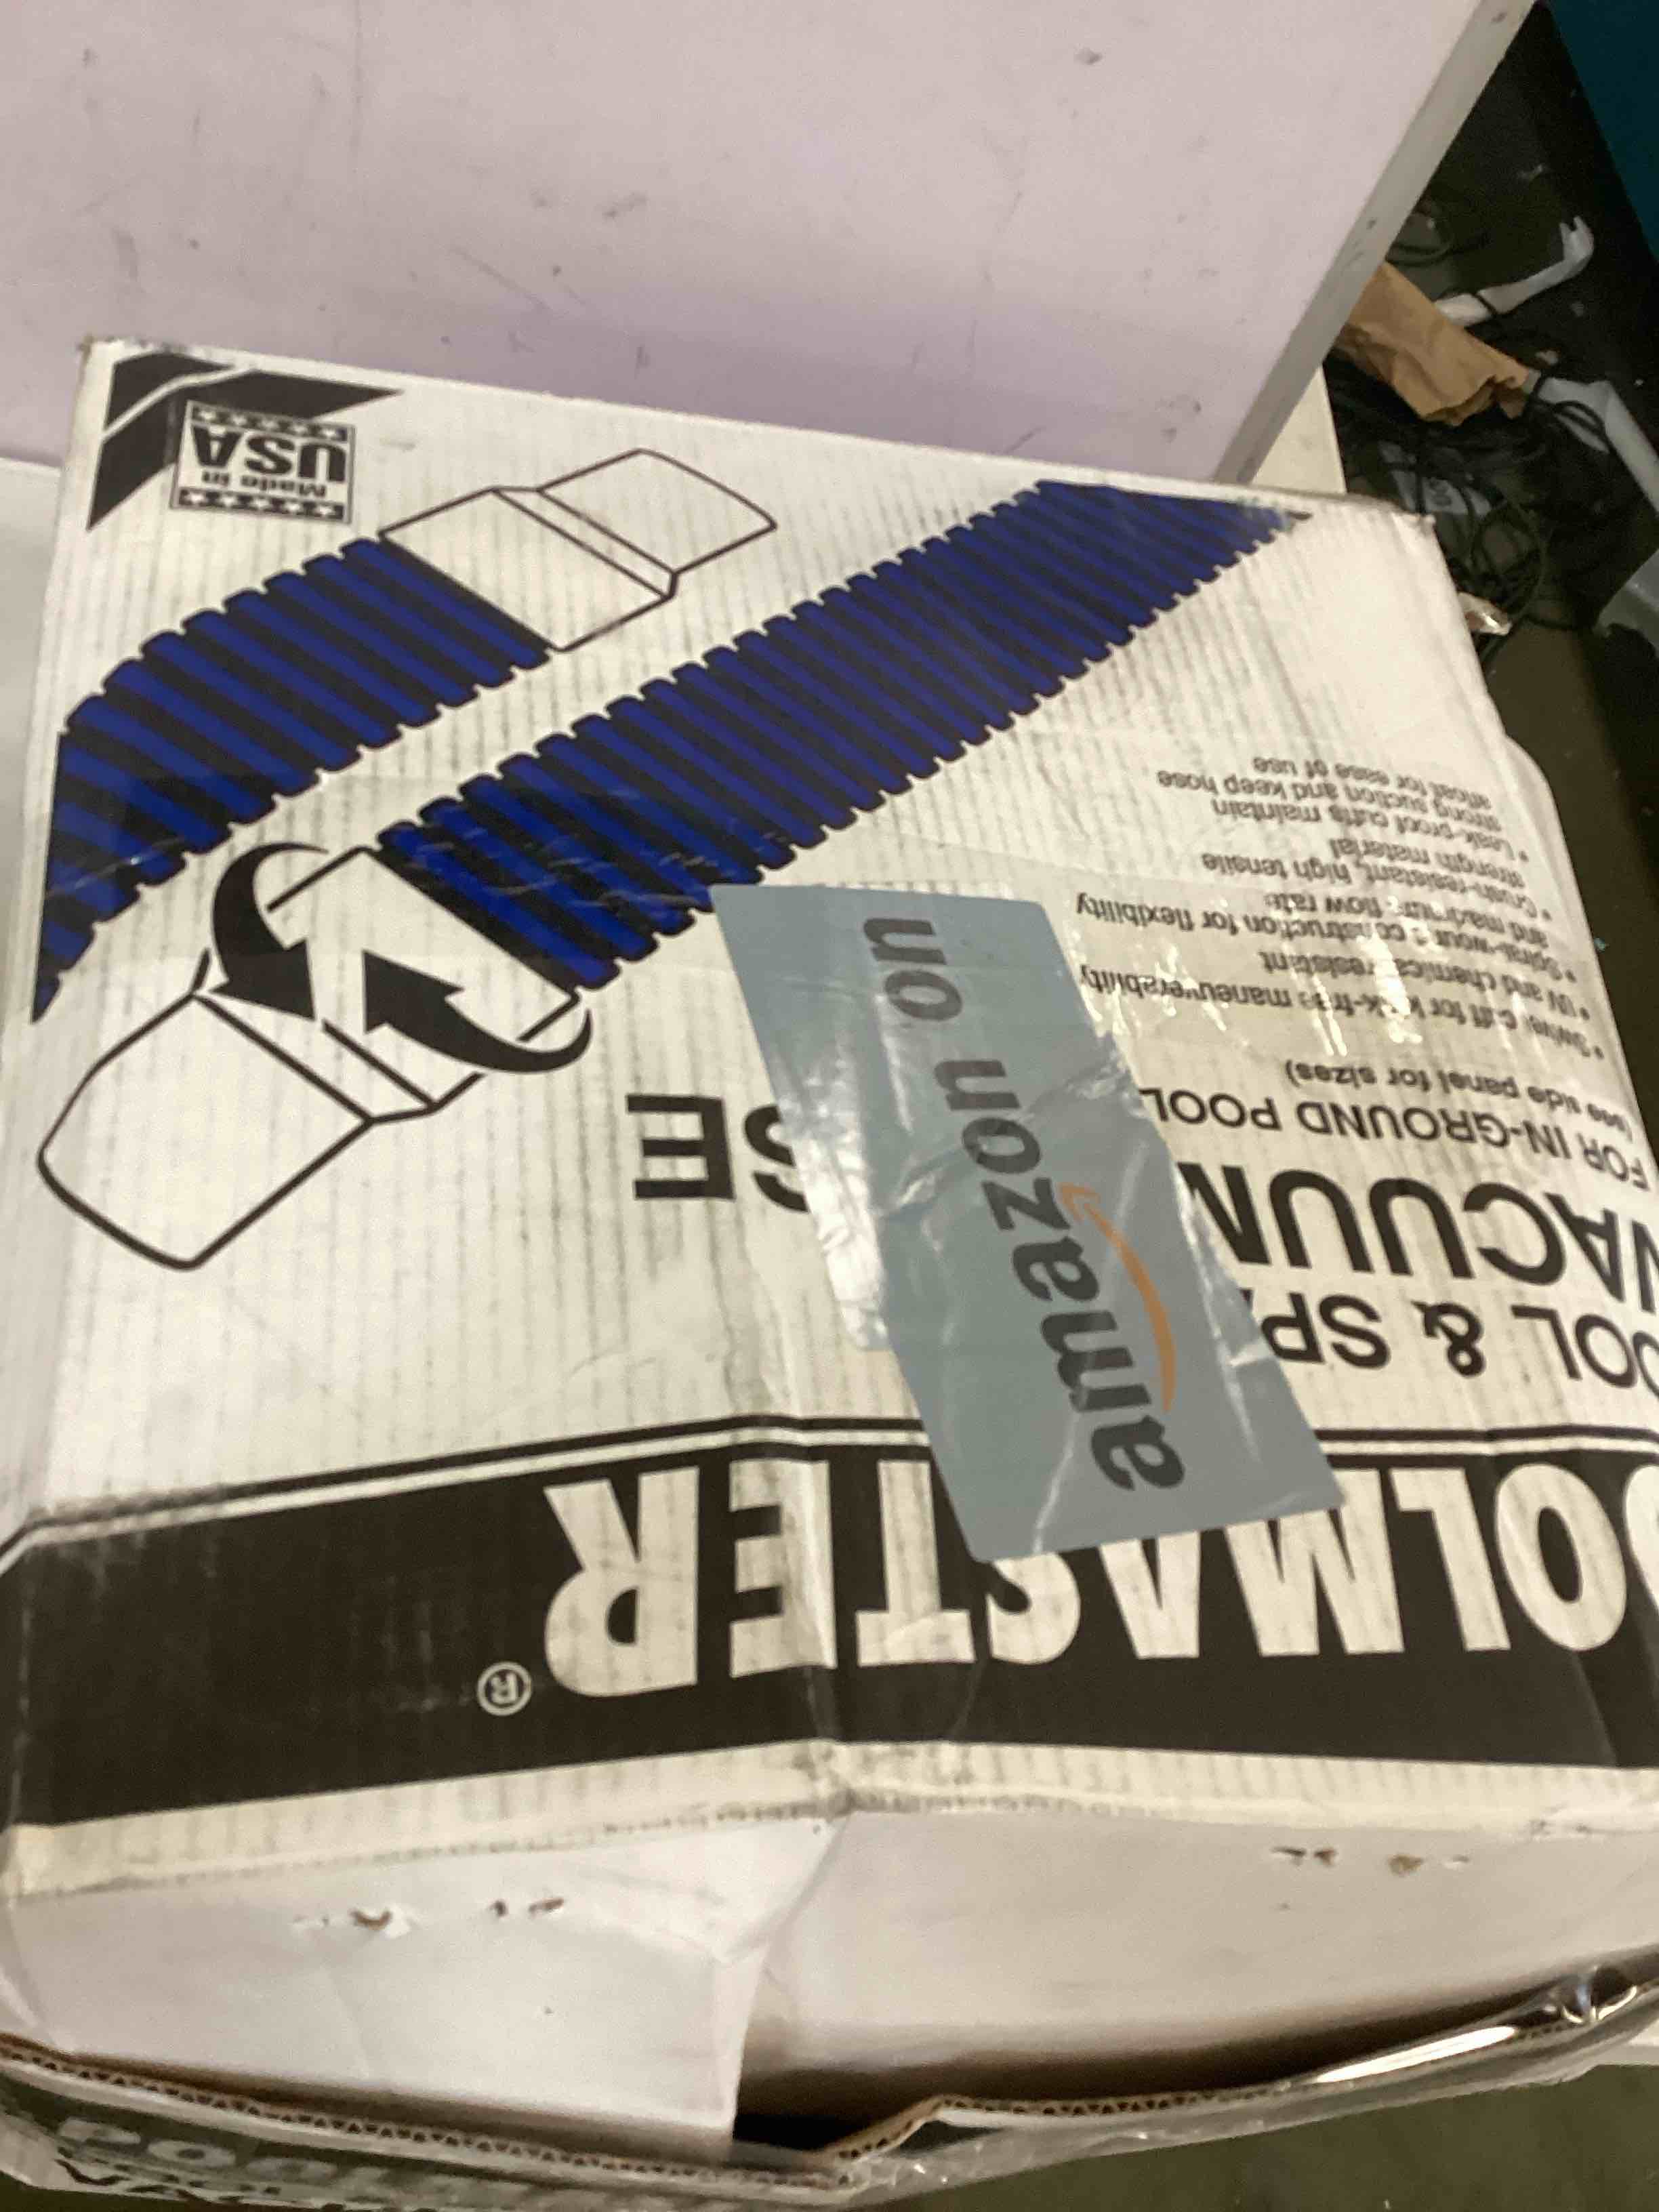 OOLMASTER®
OOL & SP
VACUUM SE
FOR IN-GROUND POOL
(see side panel for sizes)
• Swivel cuff for kink-free maneuverability
• UV and chemical resistant
• Spiral-wound construction for flexibility
and maximum flow rate
• Crush-resistant, high tensile
strength material
• Leak-proof cuffs maintain
strong suction and keep hose
afloat for ease of use
amazon on
Made in
USA